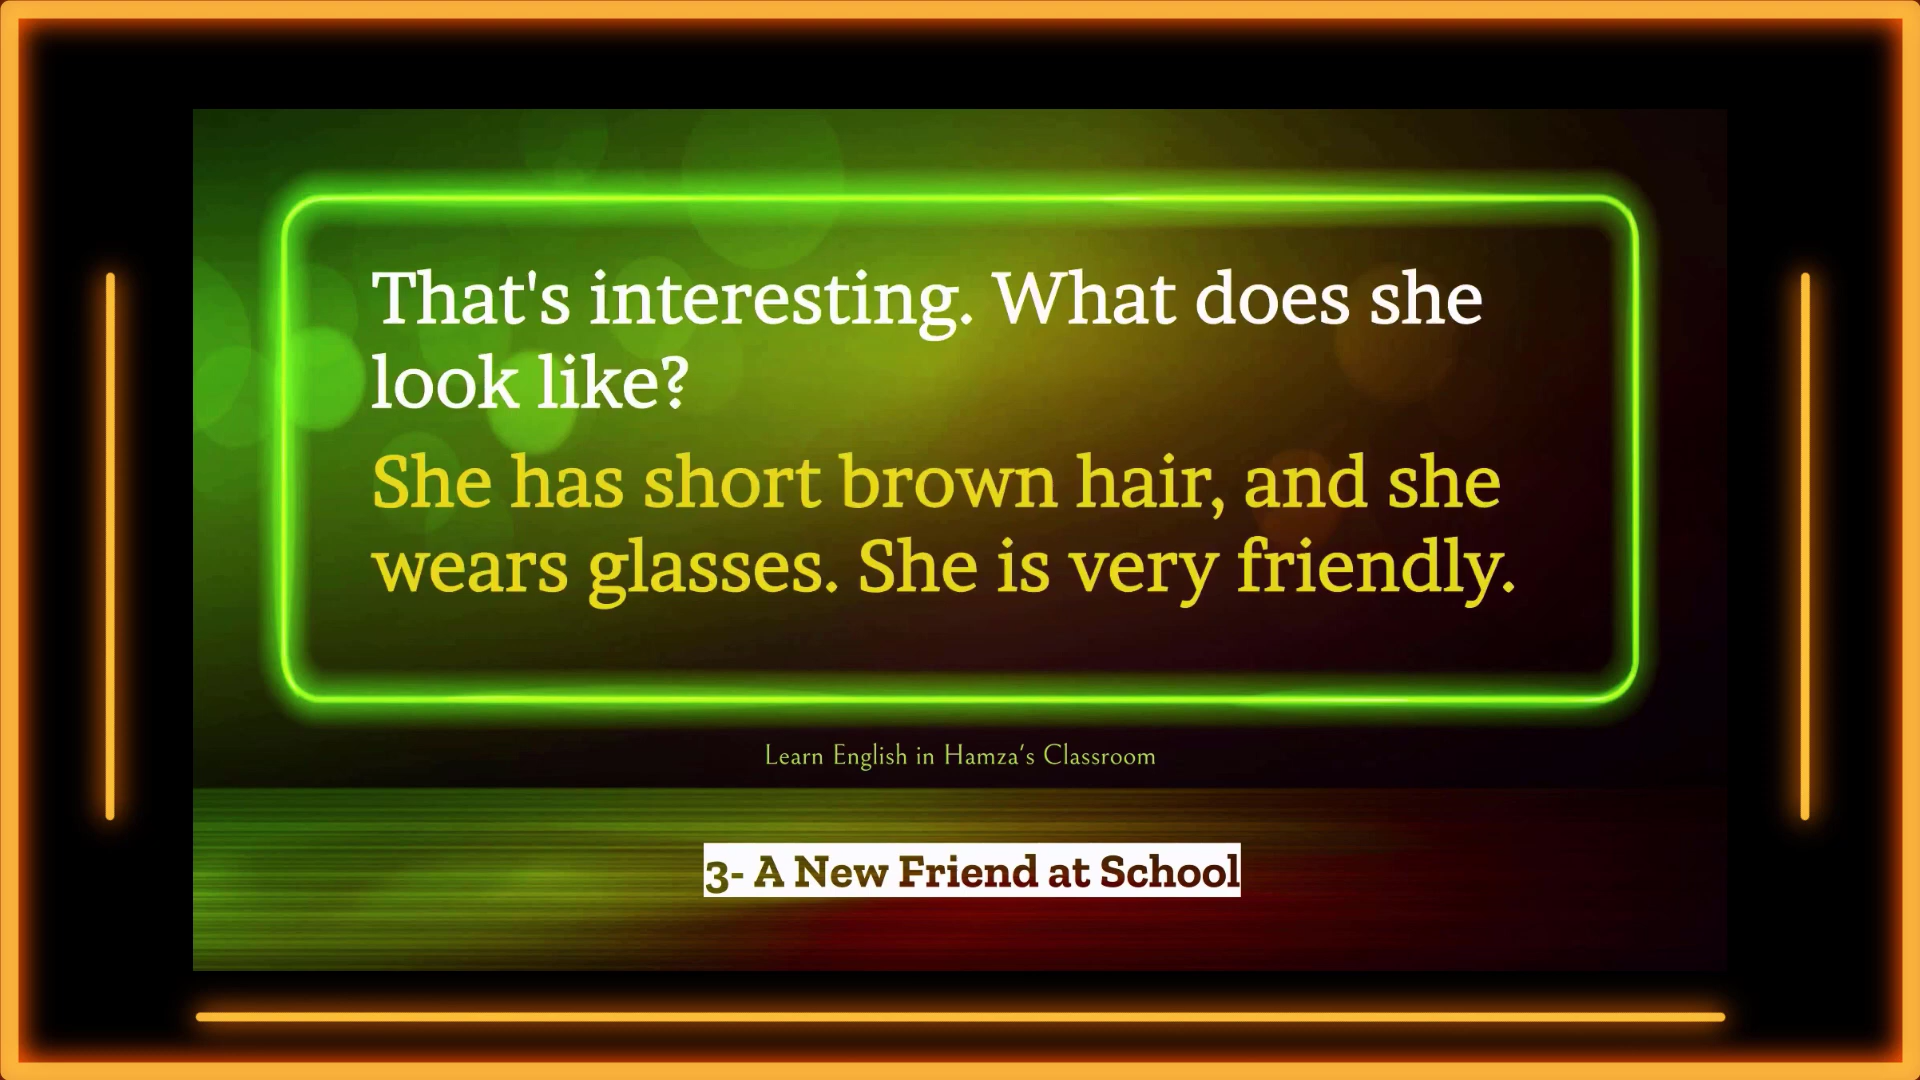 That's interesting. What does she
look like?
She has short brown hair, and she
wears glasses. She is very friendly.
Learn English in Hamza's Classroom
3- A New Friend at School